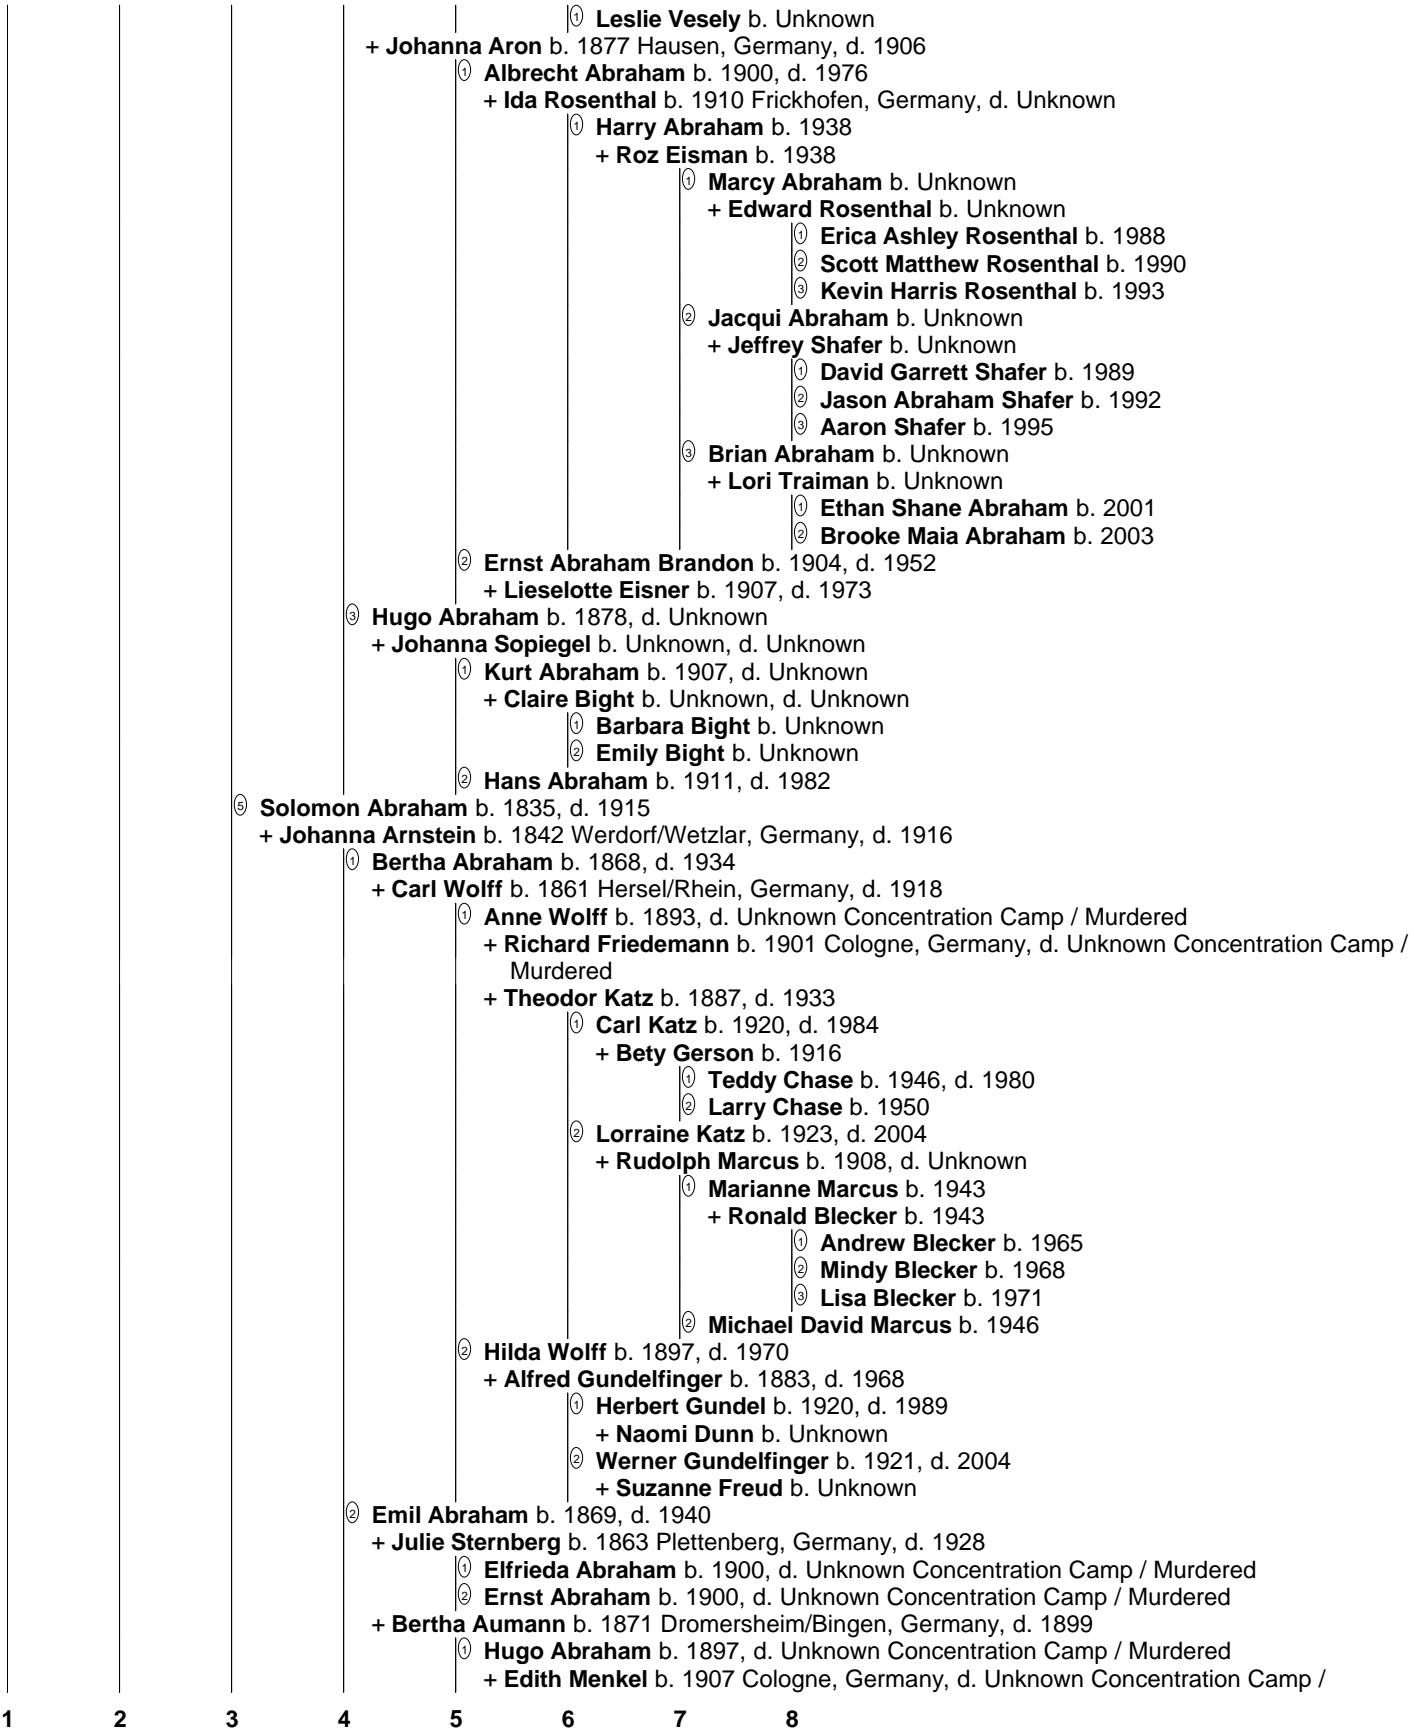 ① Leslie Vesely b. Unknown
+ Johanna Aron b. 1877 Hausen, Germany, d. 1906
① Albrecht Abraham b. 1900, d. 1976
+ Ida Rosenthal b. 1910 Frickhofen, Germany, d. Unknown
① Harry Abraham b. 1938
+ Roz Eisman b. 1938
① Marcy Abraham b. Unknown
+ Edward Rosenthal b. Unknown
① Erica Ashley Rosenthal b. 1988
② Scott Matthew Rosenthal b. 1990
③ Kevin Harris Rosenthal b. 1993
② Jacqui Abraham b. Unknown
+ Jeffrey Shafer b. Unknown
① David Garrett Shafer b. 1989
② Jason Abraham Shafer b. 1992
③ Aaron Shafer b. 1995
③ Brian Abraham b. Unknown
+ Lori Traiman b. Unknown
① Ethan Shane Abraham b. 2001
② Brooke Maia Abraham b. 2003
② Ernst Abraham Brandon b. 1904, d. 1952
+ Lieselotte Eisner b. 1907, d. 1973
③ Hugo Abraham b. 1878, d. Unknown
+ Johanna Sopiegel b. Unknown, d. Unknown
① Kurt Abraham b. 1907, d. Unknown
+ Claire Bight b. Unknown, d. Unknown
① Barbara Bight b. Unknown
② Emily Bight b. Unknown
② Hans Abraham b. 1911, d. 1982
⑤ Solomon Abraham b. 1835, d. 1915
+ Johanna Arnstein b. 1842 Werdorf/Wetzlar, Germany, d. 1916
① Bertha Abraham b. 1868, d. 1934
+ Carl Wolff b. 1861 Hersel/Rhein, Germany, d. 1918
① Anne Wolff b. 1893, d. Unknown Concentration Camp / Murdered
+ Richard Friedemann b. 1901 Cologne, Germany, d. Unknown Concentration Camp /
Murdered
+ Theodor Katz b. 1887, d. 1933
① Carl Katz b. 1920, d. 1984
+ Bety Gerson b. 1916
① Teddy Chase b. 1946, d. 1980
② Larry Chase b. 1950
② Lorraine Katz b. 1923, d. 2004
+ Rudolph Marcus b. 1908, d. Unknown
① Marianne Marcus b. 1943
+ Ronald Blecker b. 1943
① Andrew Blecker b. 1965
② Mindy Blecker b. 1968
③ Lisa Blecker b. 1971
② Michael David Marcus b. 1946
② Hilda Wolff b. 1897, d. 1970
+ Alfred Gundelfinger b. 1883, d. 1968
① Herbert Gundel b. 1920, d. 1989
+ Naomi Dunn b. Unknown
② Werner Gundelfinger b. 1921, d. 2004
+ Suzanne Freud b. Unknown
② Emil Abraham b. 1869, d. 1940
+ Julie Sternberg b. 1863 Plettenberg, Germany, d. 1928
① Elfrieda Abraham b. 1900, d. Unknown Concentration Camp / Murdered
② Ernst Abraham b. 1900, d. Unknown Concentration Camp / Murdered
+ Bertha Aumann b. 1871 Dromersheim/Bingen, Germany, d. 1899
① Hugo Abraham b. 1897, d. Unknown Concentration Camp / Murdered
+ Edith Menkel b. 1907 Cologne, Germany, d. Unknown Concentration Camp /
1 2 3 4 5 6 7 8